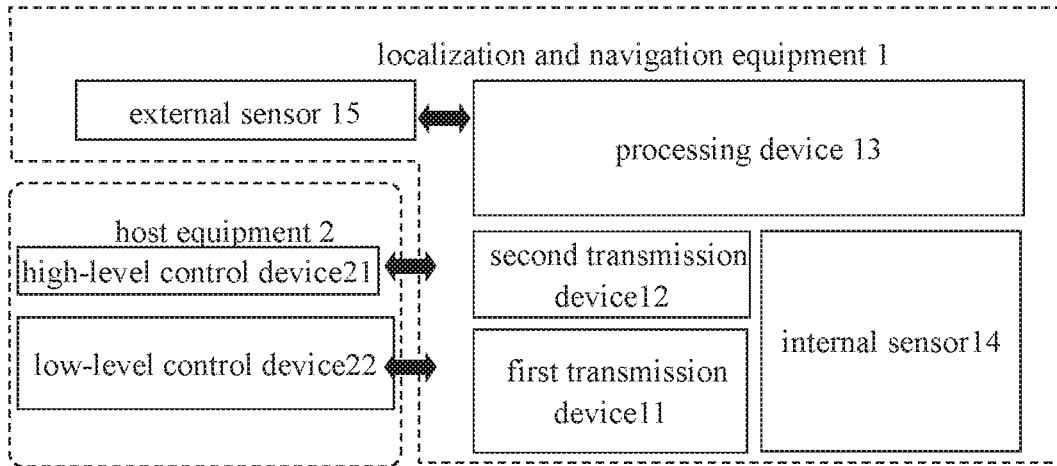 localization and navigation equipment 1
external sensor 15
processing device 13
host equipment 2
high-level control device21
second transmission
device12
internal sensor14
low-level control device22
first transmission
device11